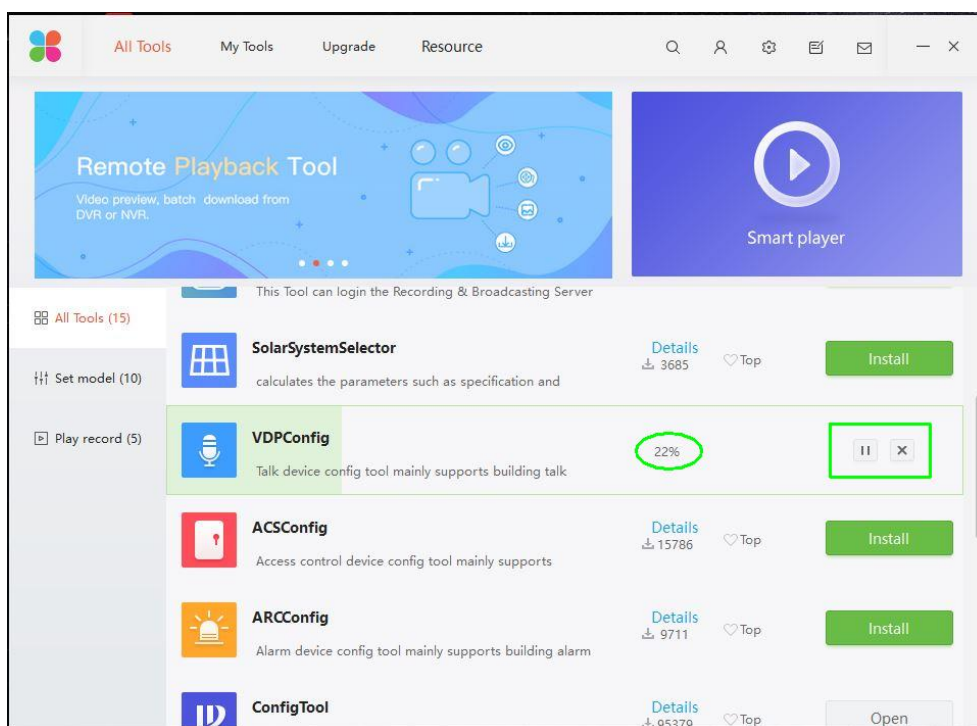 All Tools
My Tools
Upgrade
Resource
Remote Playback Tool
Video preview, batch download from
DVR or NVR.
Smart player
All Tools (15)
Set model (10)
Play record (5)
This Tool can login the Recording & Broadcasting Server
SolarSystemSelector
calculates the parameters such as specification and
Details
3685
Top
Install
VDPConfig
Talk device config tool mainly supports building talk
22%
ACSConfig
Access control device config tool mainly supports
Details
15786
Top
Install
ARCConfig
Alarm device config tool mainly supports building alarm
Details
9711
Top
Install
ConfigTool
Details
95379
Top
Open